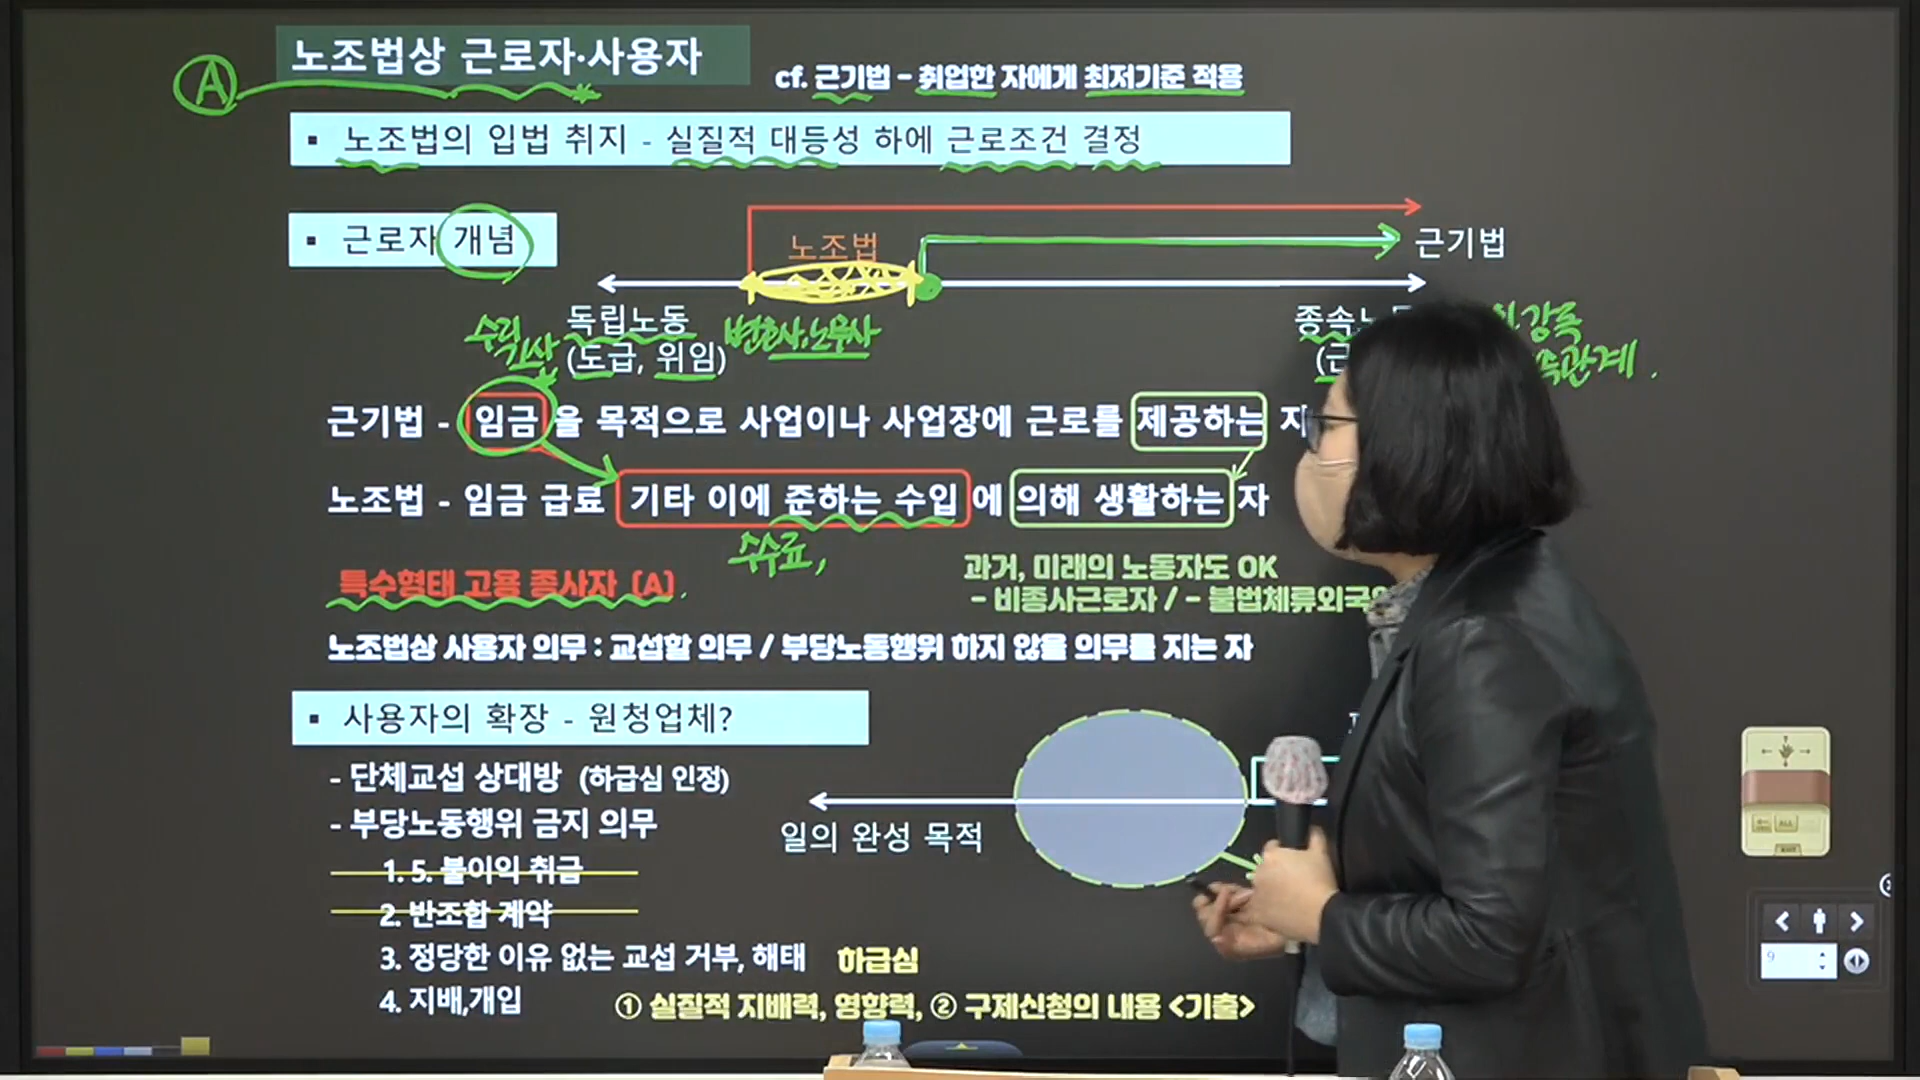 노조법상 근로자·사용자
cf. 근기법 - 취업한 자에게 최저기준 적용
A
▪ 노조법의 입법 취지 - 실질적 대등성 하에 근로조건 결정
▪ 근로자 개념
노조법
근기법
독립노동
(도급, 위임)
변호사, 노무사
강독
관계.
근기법 - 임금을 목적으로 사업이나 사업장에 근로를 제공하는 자
노조법 - 임금 급료 기타 이에 준하는 수입에 의해 생활하는 자
수수료,
특수형태 고용 종사자 (A)
과거, 미래의 노동자도 OK
- 비종사근로자 / - 불법체류외국
노조법상 사용자 의무 : 교섭할 의무 / 부당노동행위 하지 않을 의무를 지는 자
▪ 사용자의 확장 - 원청업체?
- 단체교섭 상대방 (하급심 인정)
- 부당노동행위 금지 의무
일의 완성 목적
1. 5. 불이익 취급
2. 반조합 계약
3. 정당한 이유 없는 교섭 거부, 해태 하급심
4. 지배,개입 ① 실질적 지배력, 영향력, ② 구제신청의 내용 <기출>
9